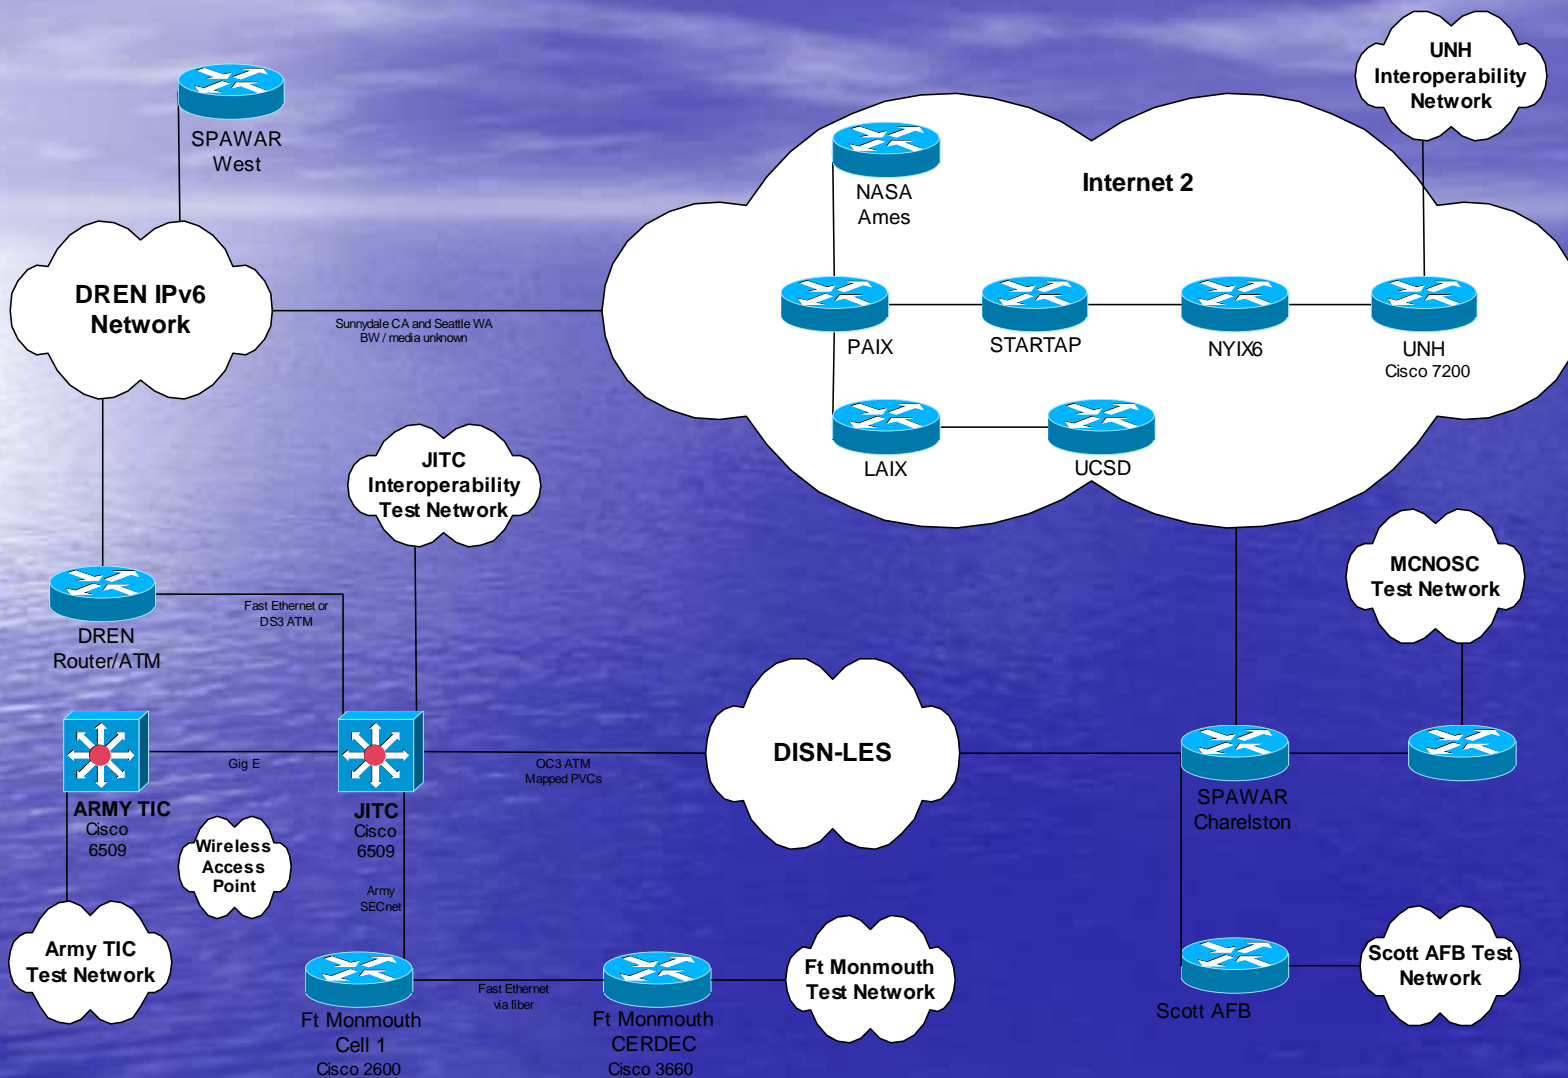 UNH
Interoperability
Network
SPAWAR
West
Internet 2
NASA
Ames
DREN IPv6
Network
Sunnydale CA and Seattle WA
BW / media unknown
PAIX
STARTAP
NYIX6
UNH
Cisco 7200
LAIX
UCSD
JITC
Interoperability
Test Network
MCNOSC
Test Network
Fast Ethernet or
DS3 ATM
DREN
Router/ATM
Gig E
OC3 ATM
Mapped PVCs
DISN-LES
ARMY TIC
Cisco
6509
JITC
Cisco
6509
SPAWAR
Charelston
Wireless
Access
Point
Army
SECnet
Army TIC
Test Network
Ft Monmouth
Cell 1
Cisco 2600
Fast Ethernet
via fiber
Ft Monmouth
CERDEC
Cisco 3660
Ft Monmouth
Test Network
Scott AFB
Scott AFB Test
Network